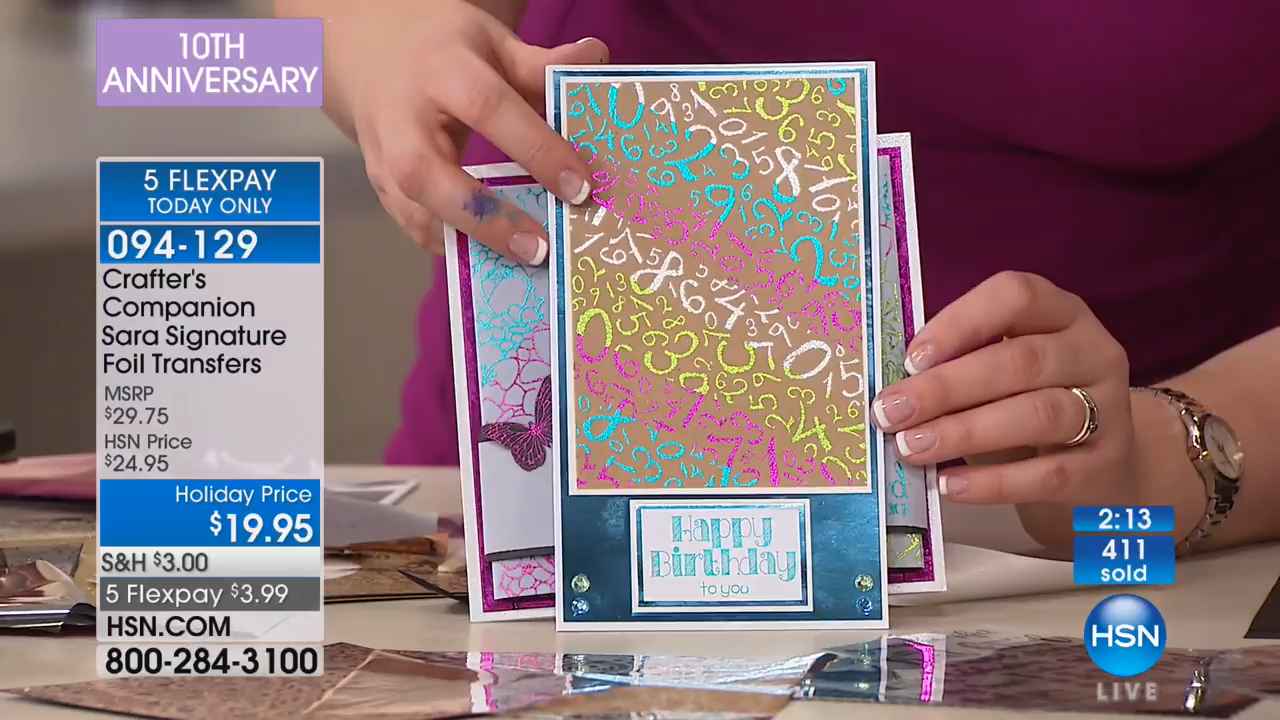 10TH
ANNIVERSARY
5 FLEXPAY
TODAY ONLY
094-129
Crafter's
Companion
Sara Signature
Foil Transfers
MSRP
$29.75
HSN Price
$24.95
Holiday Price
$19.95
S&H $3.00
5 Flexpay $3.99
HSN.COM
800-284-3100
Happy
Birthday
to you
2:13
411
sold
HSN
LIVE